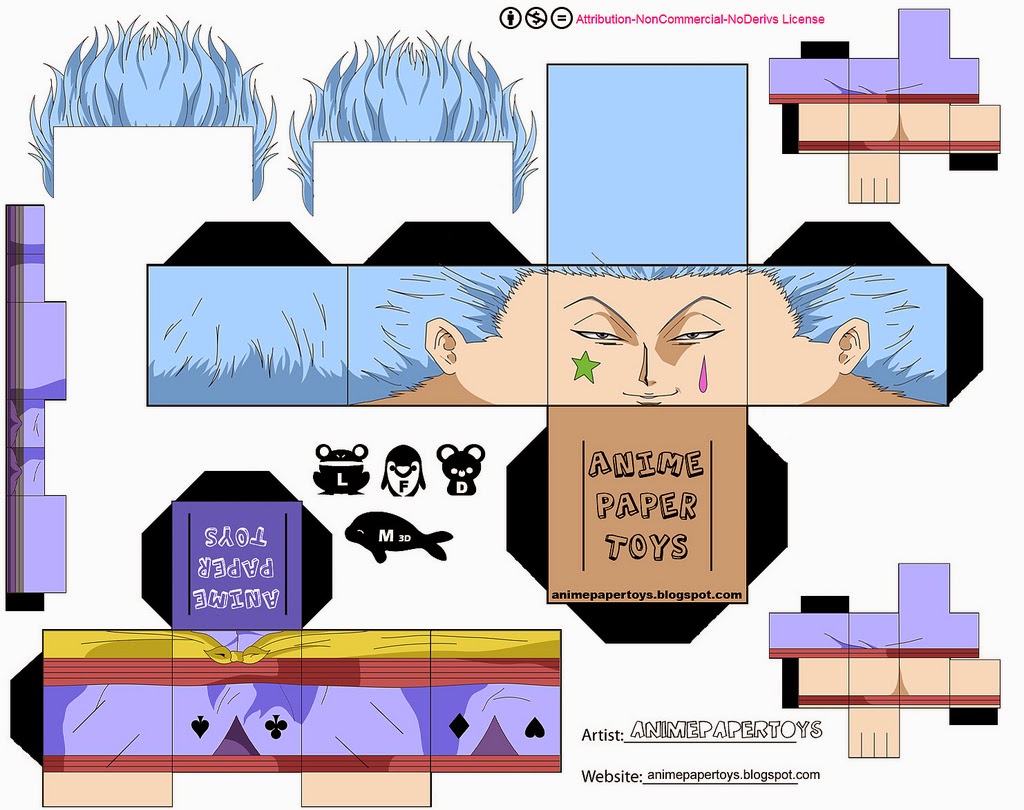 Attribution-NonCommercial-NoDerivs License
L
F
D
M 3D
ANIME
PAPER
TOYS
animepapertoys.blogspot.com
ANIME
PAPER
TOYS
Artist: ANIMEPAPERTOYS
Website: animepapertoys.blogspot.com